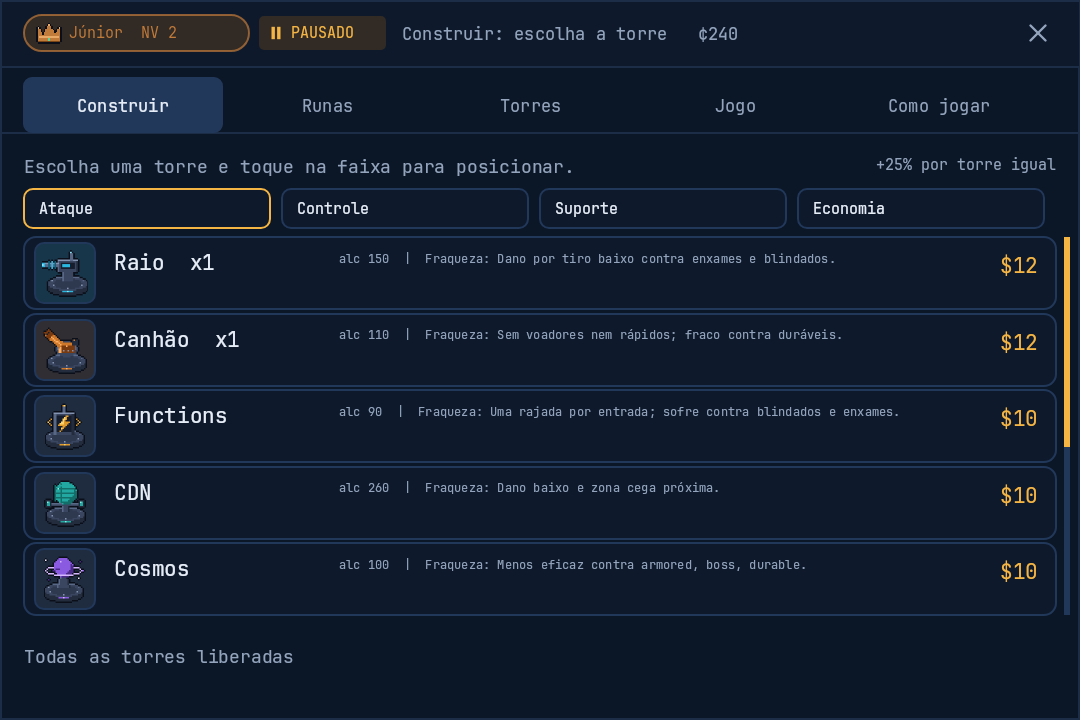 Júnior NV 2
PAUSADO
Construir: escolha a torre ₵240
Construir Runas Torres Jogo Como jogar
Escolha uma torre e toque na faixa para posicionar.
+25% por torre igual
Ataque Controle Suporte Economia
Raio x1 alc 150 | Fraqueza: Dano por tiro baixo contra enxames e blindados. $12
Canhão x1 alc 110 | Fraqueza: Sem voadores nem rápidos; fraco contra duráveis. $12
Functions alc 90 | Fraqueza: Uma rajada por entrada; sofre contra blindados e enxames. $10
CDN alc 260 | Fraqueza: Dano baixo e zona cega próxima. $10
Cosmos alc 100 | Fraqueza: Menos eficaz contra armored, boss, durable. $10
Todas as torres liberadas